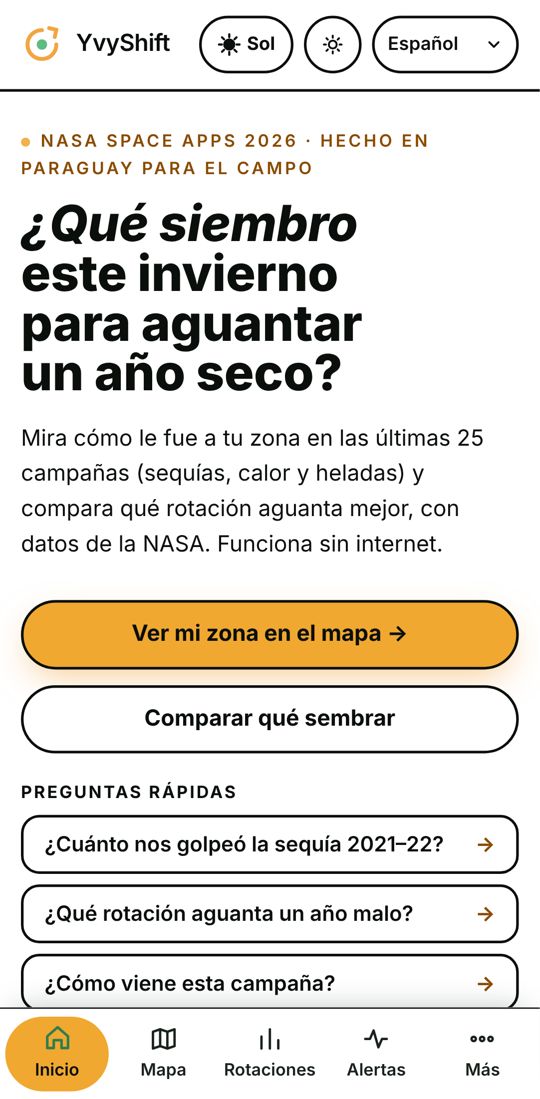 YvyShift
Sol
Español
NASA SPACE APPS 2026 · HECHO EN
PARAGUAY PARA EL CAMPO
¿Qué siembro
este invierno
para aguantar
un año seco?
Mira cómo le fue a tu zona en las últimas 25
campañas (sequías, calor y heladas) y
compara qué rotación aguanta mejor, con
datos de la NASA. Funciona sin internet.
Ver mi zona en el mapa →
Comparar qué sembrar
PREGUNTAS RÁPIDAS
¿Cuánto nos golpeó la sequía 2021–22? →
¿Qué rotación aguanta un año malo? →
¿Cómo viene esta campaña? →
Inicio
Mapa
Rotaciones
Alertas
Más